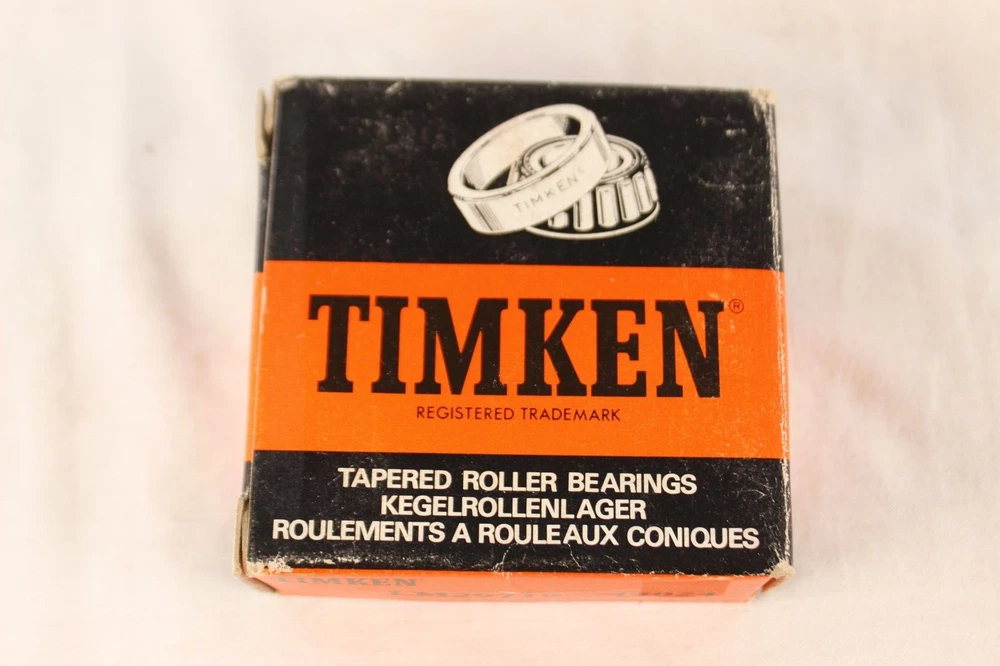 TIMKEN®
TIMKEN®
REGISTERED TRADEMARK
TAPERED ROLLER BEARINGS
KEGELROLLENLAGER
ROULEMENTS A ROULEAUX CONIQUES
TIMKEN